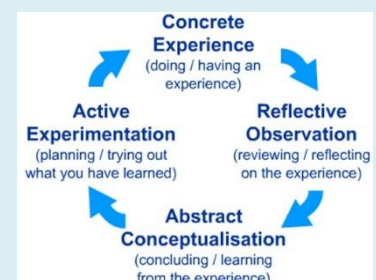 Concrete
Experience
(doing / having an
experience)
Active
Experimentation
(planning / trying out
what you have learned)
Reflective
Observation
(reviewing / reflecting
on the experience)
Abstract
Conceptualisation
(concluding / learning
from the experience)